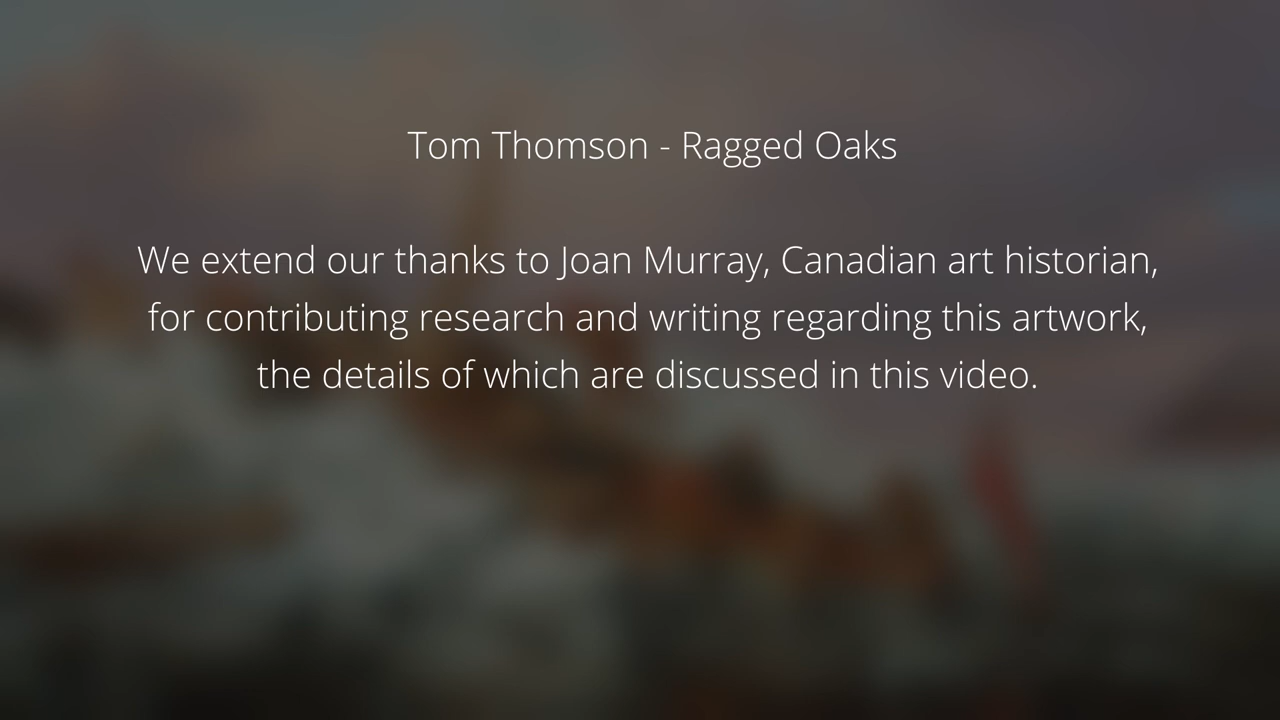 Tom Thomson - Ragged Oaks
We extend our thanks to Joan Murray, Canadian art historian,
for contributing research and writing regarding this artwork,
the details of which are discussed in this video.